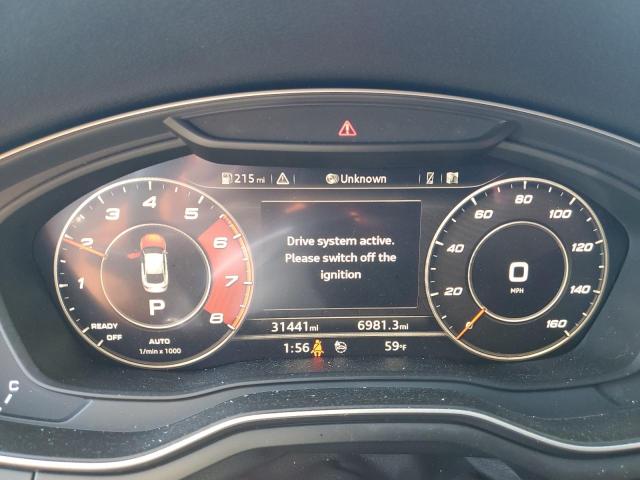 215 mi
Unknown
Drive system active.
Please switch off the
ignition
1
2
3
4
5
6
7
8
P
READY
OFF
AUTO
1/min x 1000
20
40
60
80
100
120
140
160
0
MPH
31441mi 6981.3mi
1:56 59°F
C